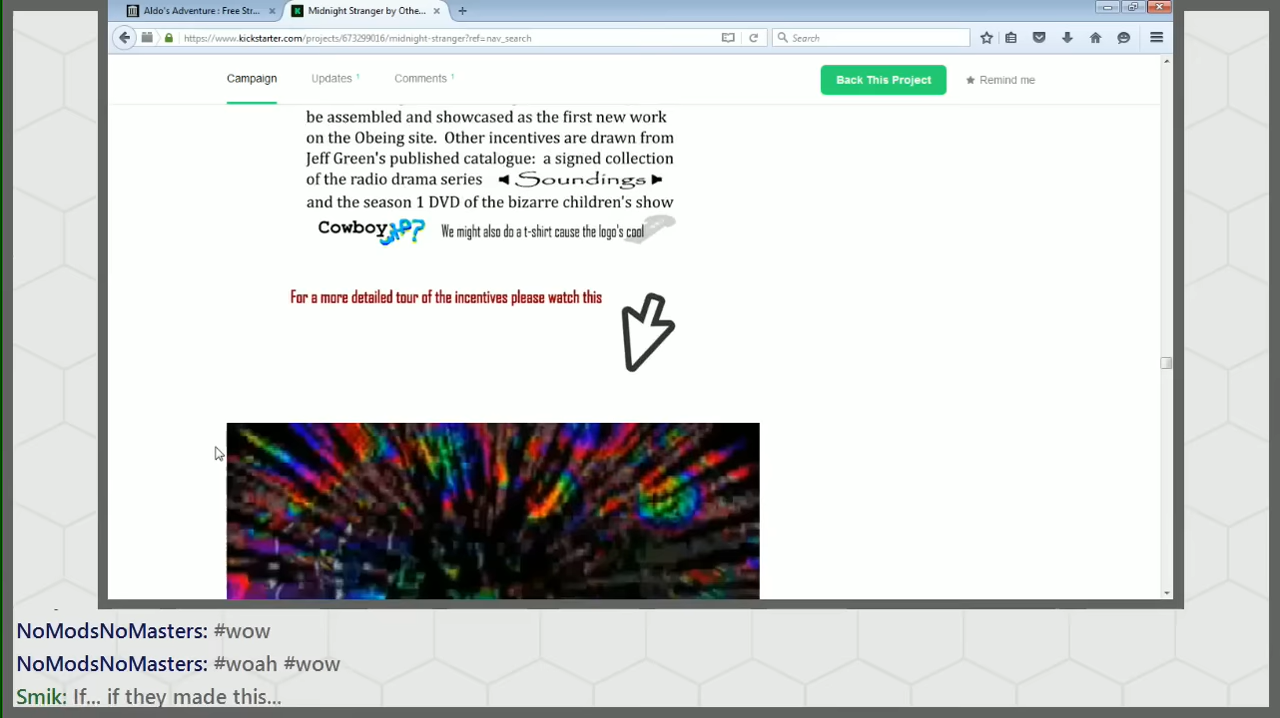 Aldo's Adventure : Free Str...
Midnight Stranger by Othe...
https://www.kickstarter.com/projects/673299016/midnight-stranger?ref=nav_search
Search
Campaign
Updates 1
Comments 1
Back This Project
Remind me
be assembled and showcased as the first new work
on the Obeing site. Other incentives are drawn from
Jeff Green's published catalogue: a signed collection
of the radio drama series Soundings
and the season 1 DVD of the bizarre children's show
Cowboy We might also do a t-shirt cause the logo's cool
For a more detailed tour of the incentives please watch this
NoModsNoMasters: #wow
NoModsNoMasters: #woah #wow
Smik: If... if they made this...